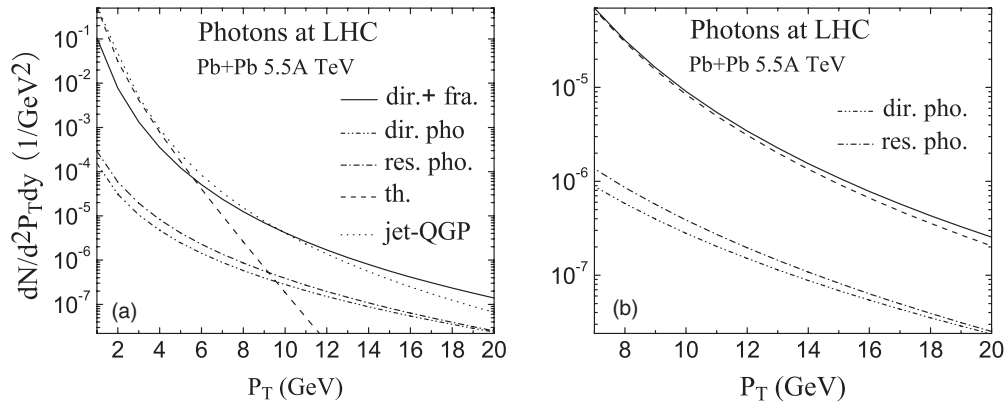 Photons at LHC
Pb+Pb 5.5A TeV
dir.+ fra.
dir. pho
res. pho.
th.
jet-QGP
(a)
10⁻¹
10⁻²
10⁻³
10⁻⁴
10⁻⁵
10⁻⁶
10⁻⁷
dN/d²P_Tdy (1/GeV²)
2 4 6 8 10 12 14 16 18 20
P_T (GeV)
Photons at LHC
Pb+Pb 5.5A TeV
dir. pho.
res. pho.
(b)
10⁻⁵
10⁻⁶
10⁻⁷
8 10 12 14 16 18 20
P_T (GeV)